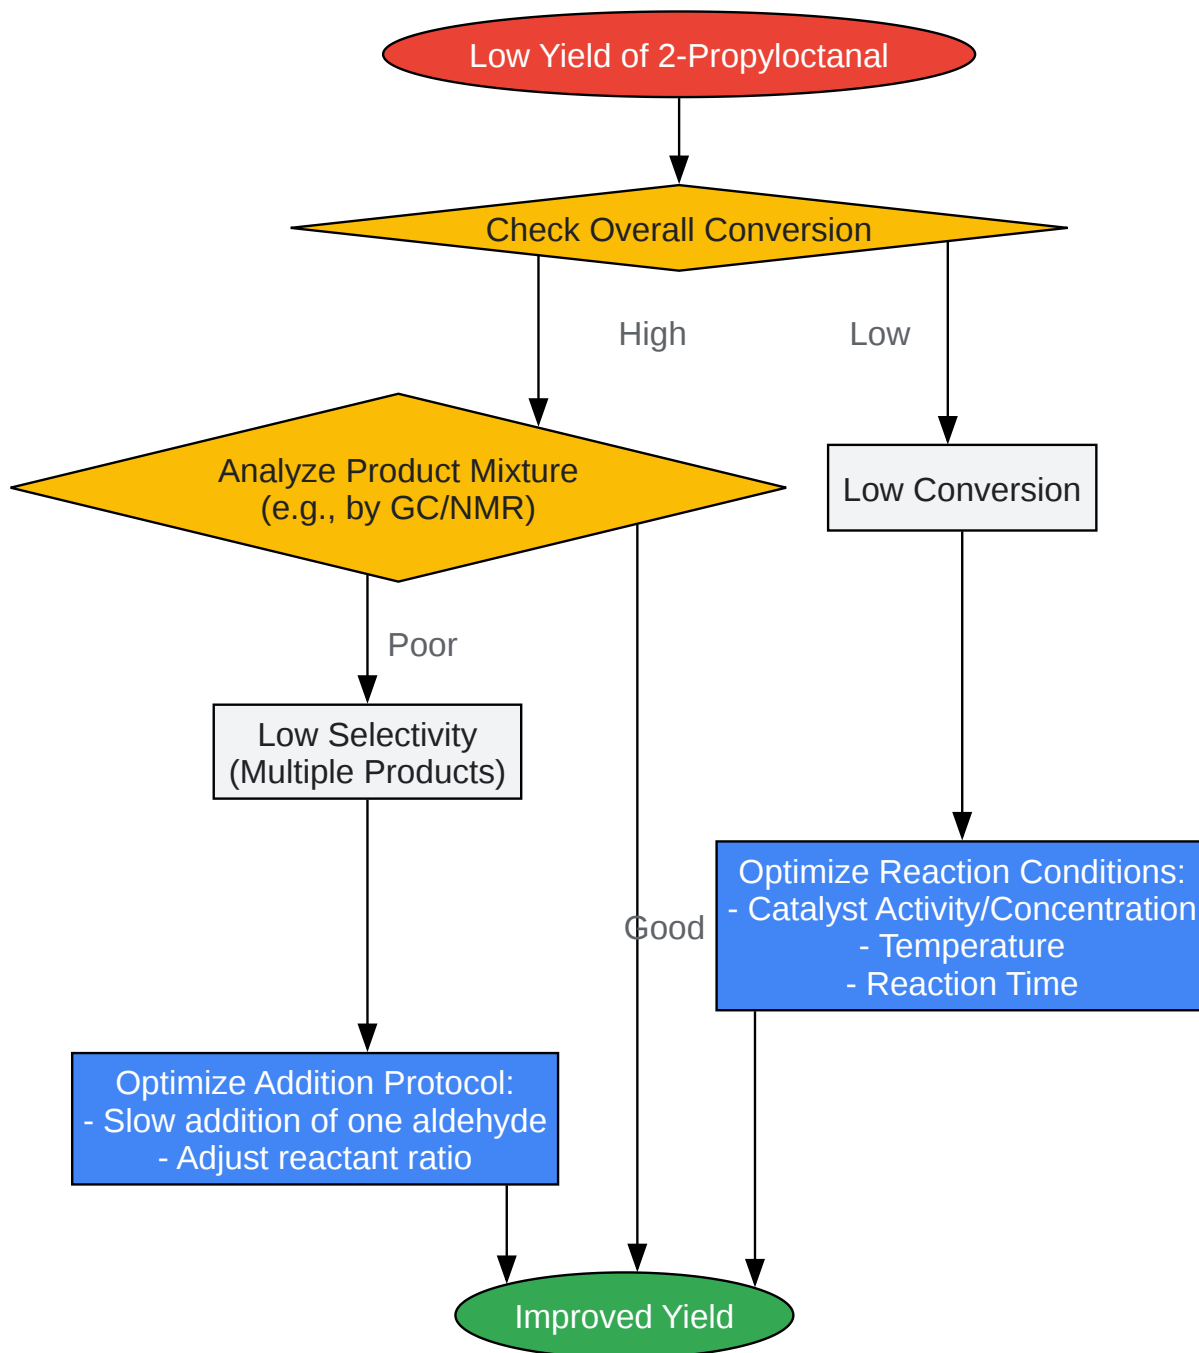 Low Yield of 2-Propyloctanal
Check Overall Conversion
High
Low
Analyze Product Mixture
(e.g., by GC/NMR)
Low Conversion
Poor
Low Selectivity
(Multiple Products)
Optimize Reaction Conditions:
- Catalyst Activity/Concentration
- Temperature
- Reaction Time
Good
Optimize Addition Protocol:
- Slow addition of one aldehyde
- Adjust reactant ratio
Improved Yield